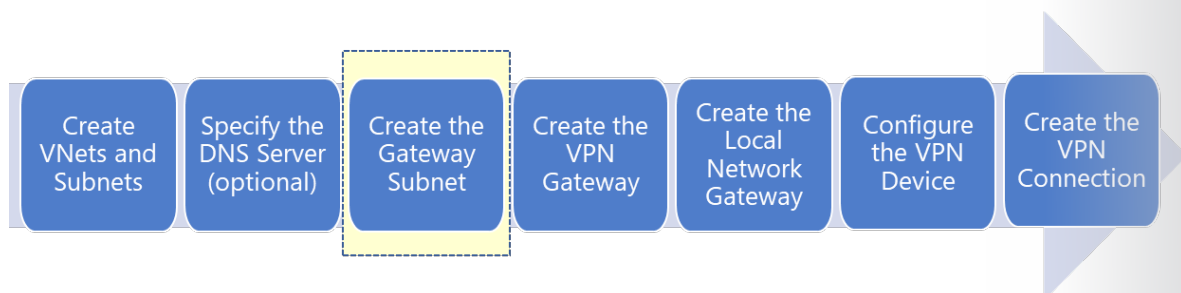 Create
VNets and
Subnets
Specify the
DNS Server
(optional)
Create the
Gateway
Subnet
Create the
VPN
Gateway
Create the
Local
Network
Gateway
Configure
the VPN
Device
Create the
VPN
Connection